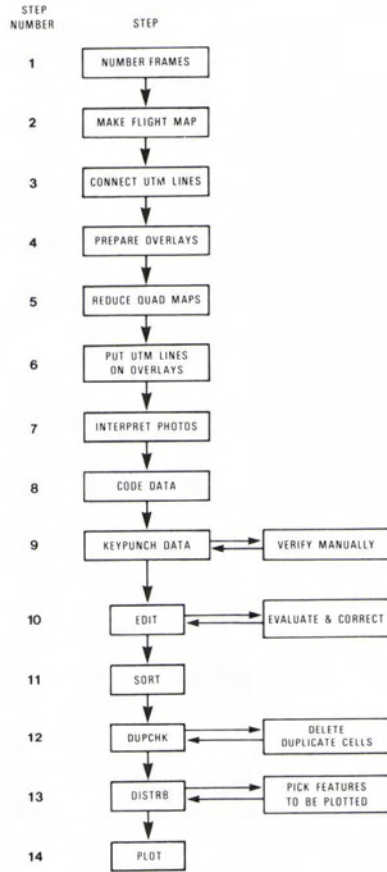 STEP
NUMBER
STEP
1
NUMBER FRAMES
2
MAKE FLIGHT MAP
3
CONNECT UTM LINES
4
PREPARE OVERLAYS
5
REDUCE QUAD MAPS
6
PUT UTM LINES
ON OVERLAYS
7
INTERPRET PHOTOS
8
CODE DATA
9
KEYPUNCH DATA
VERIFY MANUALLY
10
EDIT
EVALUATE & CORRECT
11
SORT
12
DUPCHK
DELETE
DUPLICATE CELLS
13
DISTRB
PICK FEATURES
TO BE PLOTTED
14
PLOT